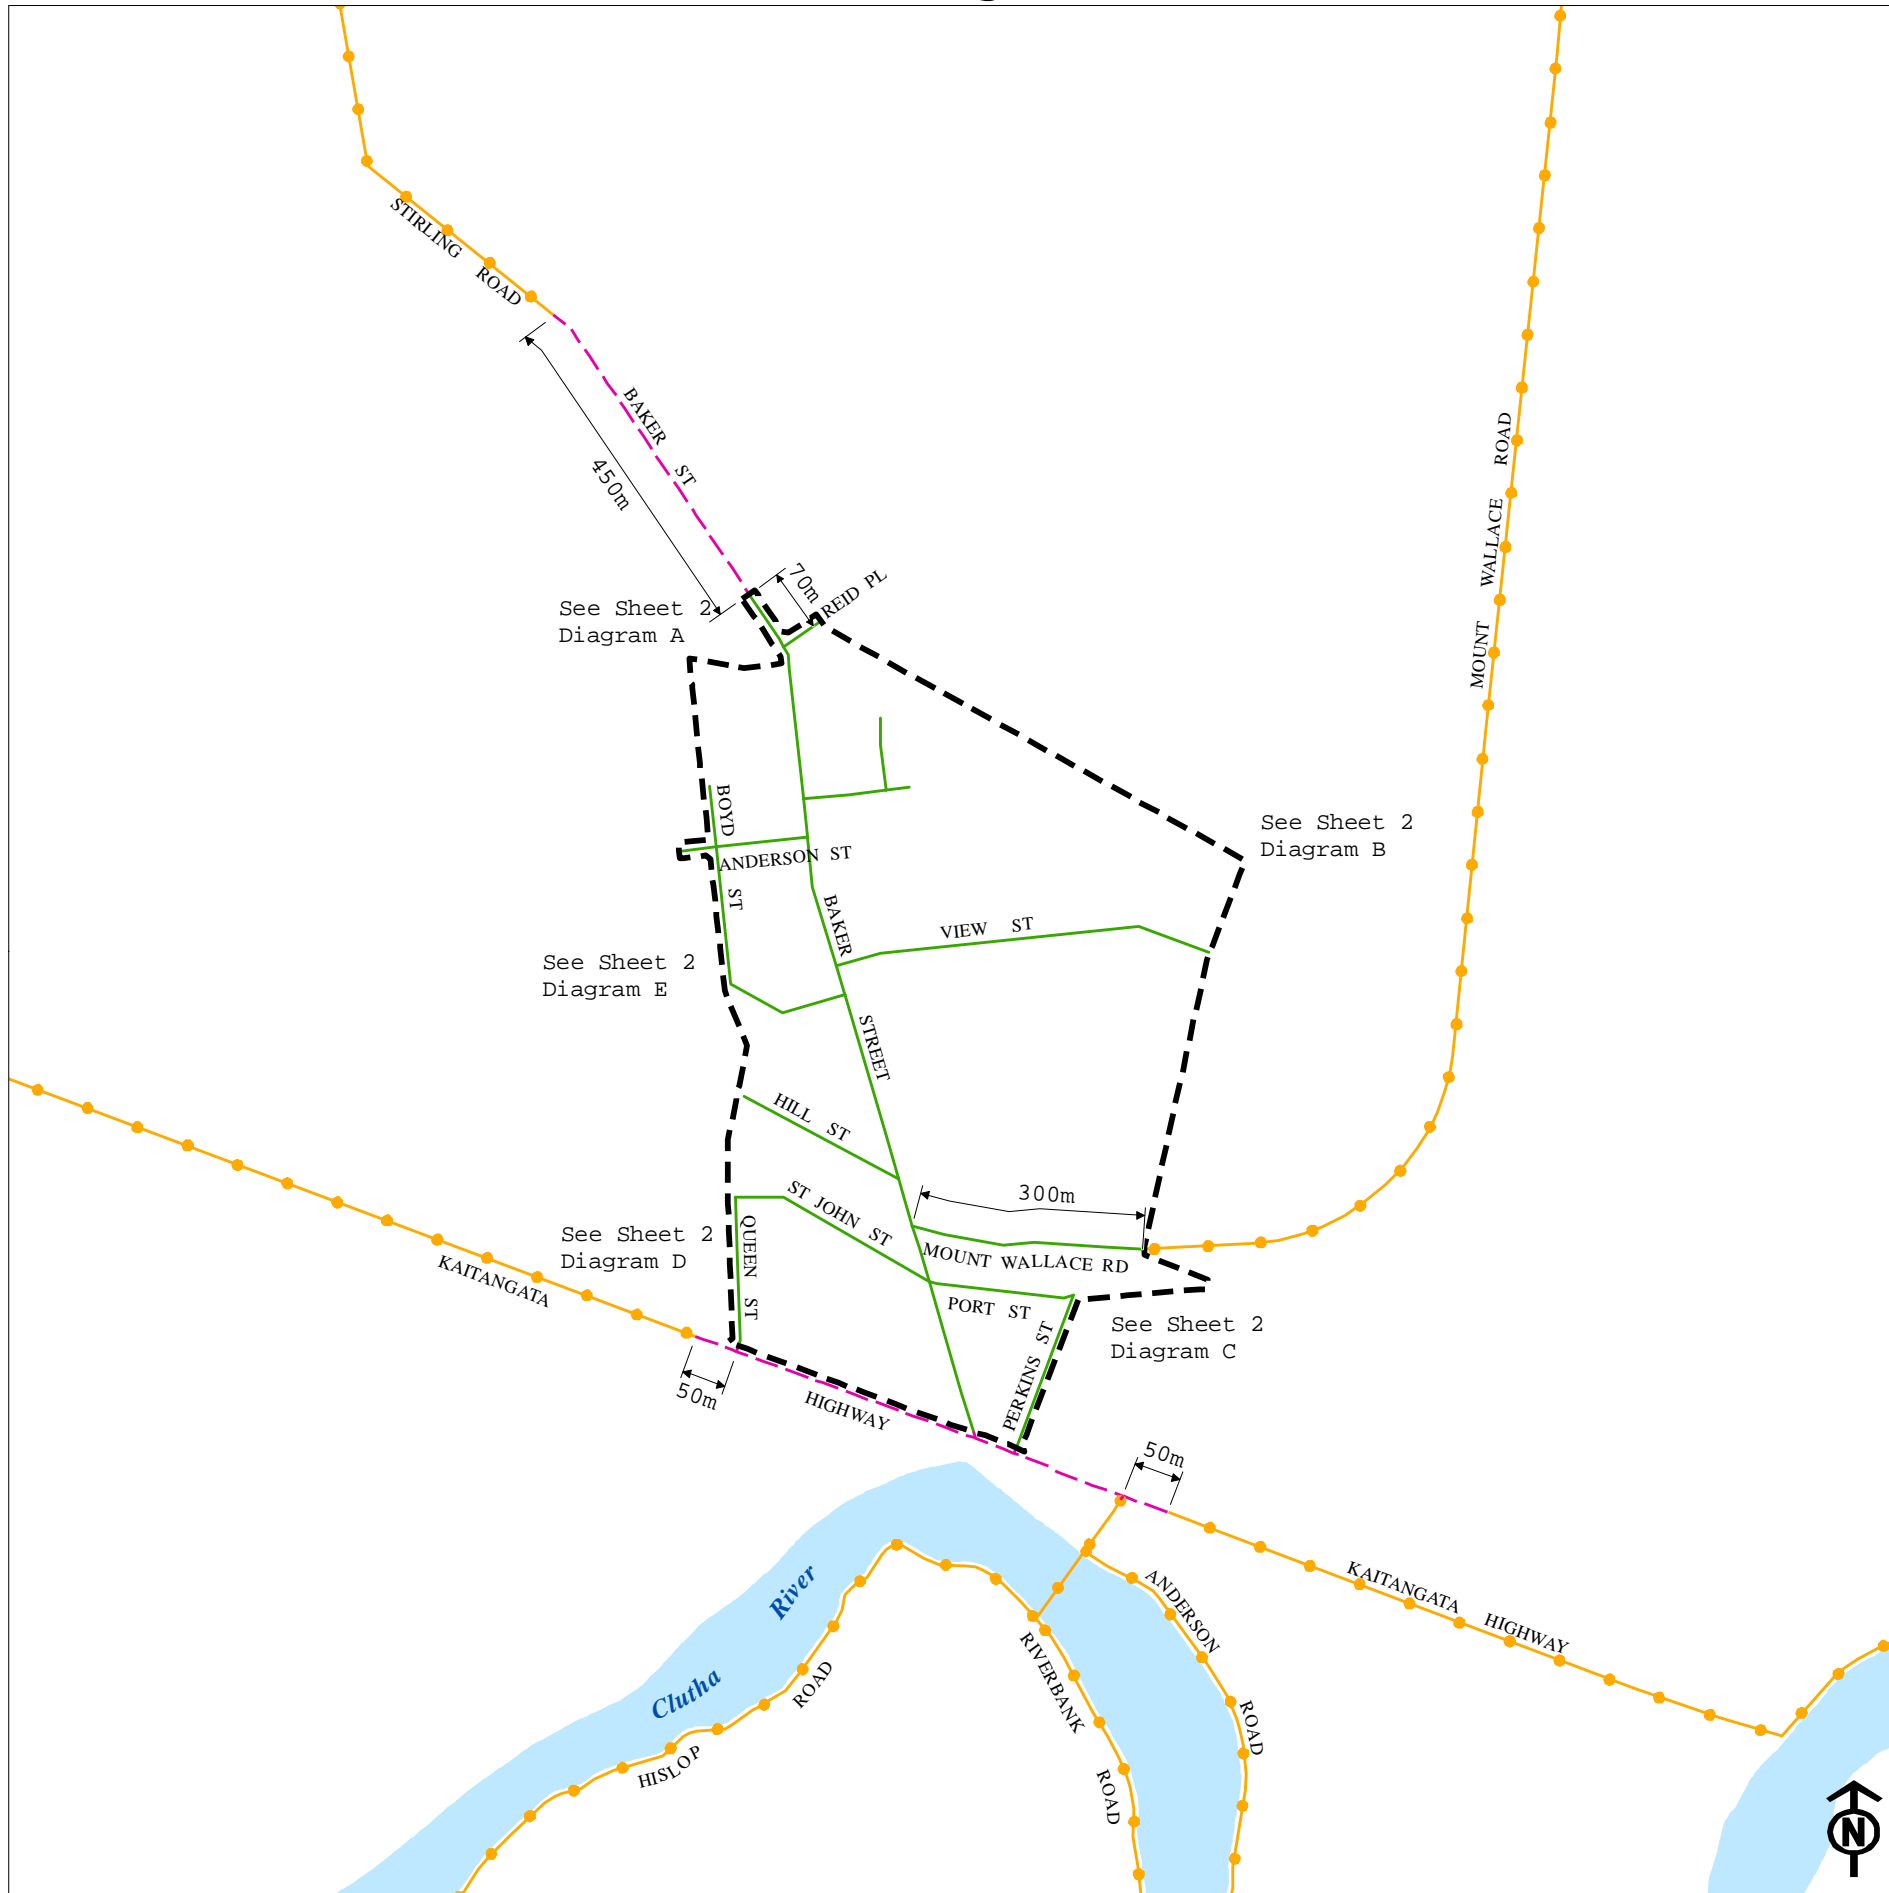 STIRLING ROAD
BAKER ST
450m
70m
REID PL
See Sheet 2
Diagram A
MOUNT WALLACE ROAD
BOYD ST
ANDERSON ST
See Sheet 2
Diagram B
BAKER STREET
VIEW ST
See Sheet 2
Diagram E
HILL ST
ST JOHN ST
300m
QUEEN ST
See Sheet 2
Diagram D
MOUNT WALLACE RD
KAITANGATA HIGHWAY
PORT ST
PERKINS ST
See Sheet 2
Diagram C
50m
50m
KAITANGATA HIGHWAY
ANDERSON ROAD
RIVERBANK ROAD
Clutha River
HISLOP ROAD
N